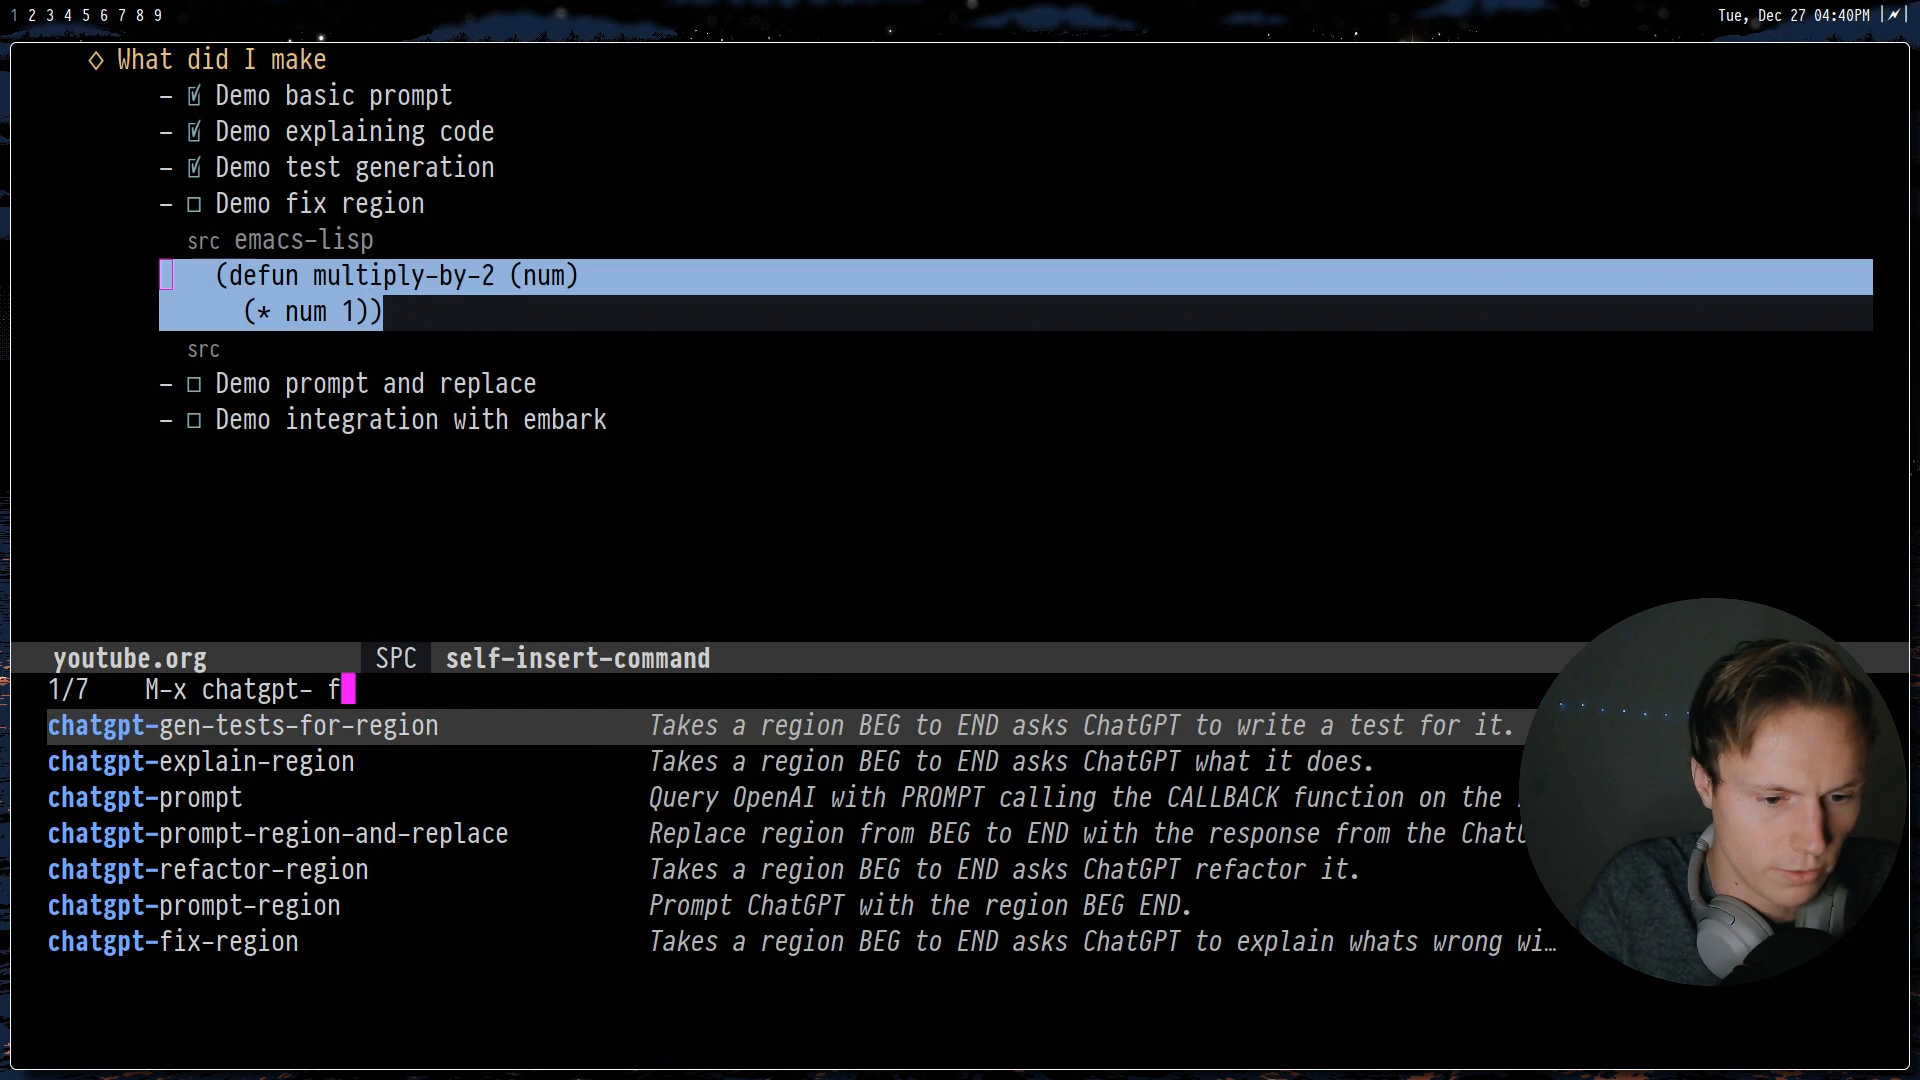 1 2 3 4 5 6 7 8 9
Tue, Dec 27 04:40PM
◇ What did I make
– ☑ Demo basic prompt
– ☑ Demo explaining code
– ☑ Demo test generation
– ☐ Demo fix region
src emacs-lisp
(defun multiply-by-2 (num)
(* num 1))
src
– ☐ Demo prompt and replace
– ☐ Demo integration with embark
youtube.org SPC self-insert-command
1/7 M-x chatgpt- f
chatgpt-gen-tests-for-region Takes a region BEG to END asks ChatGPT to write a test for it.
chatgpt-explain-region Takes a region BEG to END asks ChatGPT what it does.
chatgpt-prompt Query OpenAI with PROMPT calling the CALLBACK function on the
chatgpt-prompt-region-and-replace Replace region from BEG to END with the response from the
chatgpt-refactor-region Takes a region BEG to END asks ChatGPT refactor it.
chatgpt-prompt-region Prompt ChatGPT with the region BEG END.
chatgpt-fix-region Takes a region BEG to END asks ChatGPT to explain whats wrong wi…